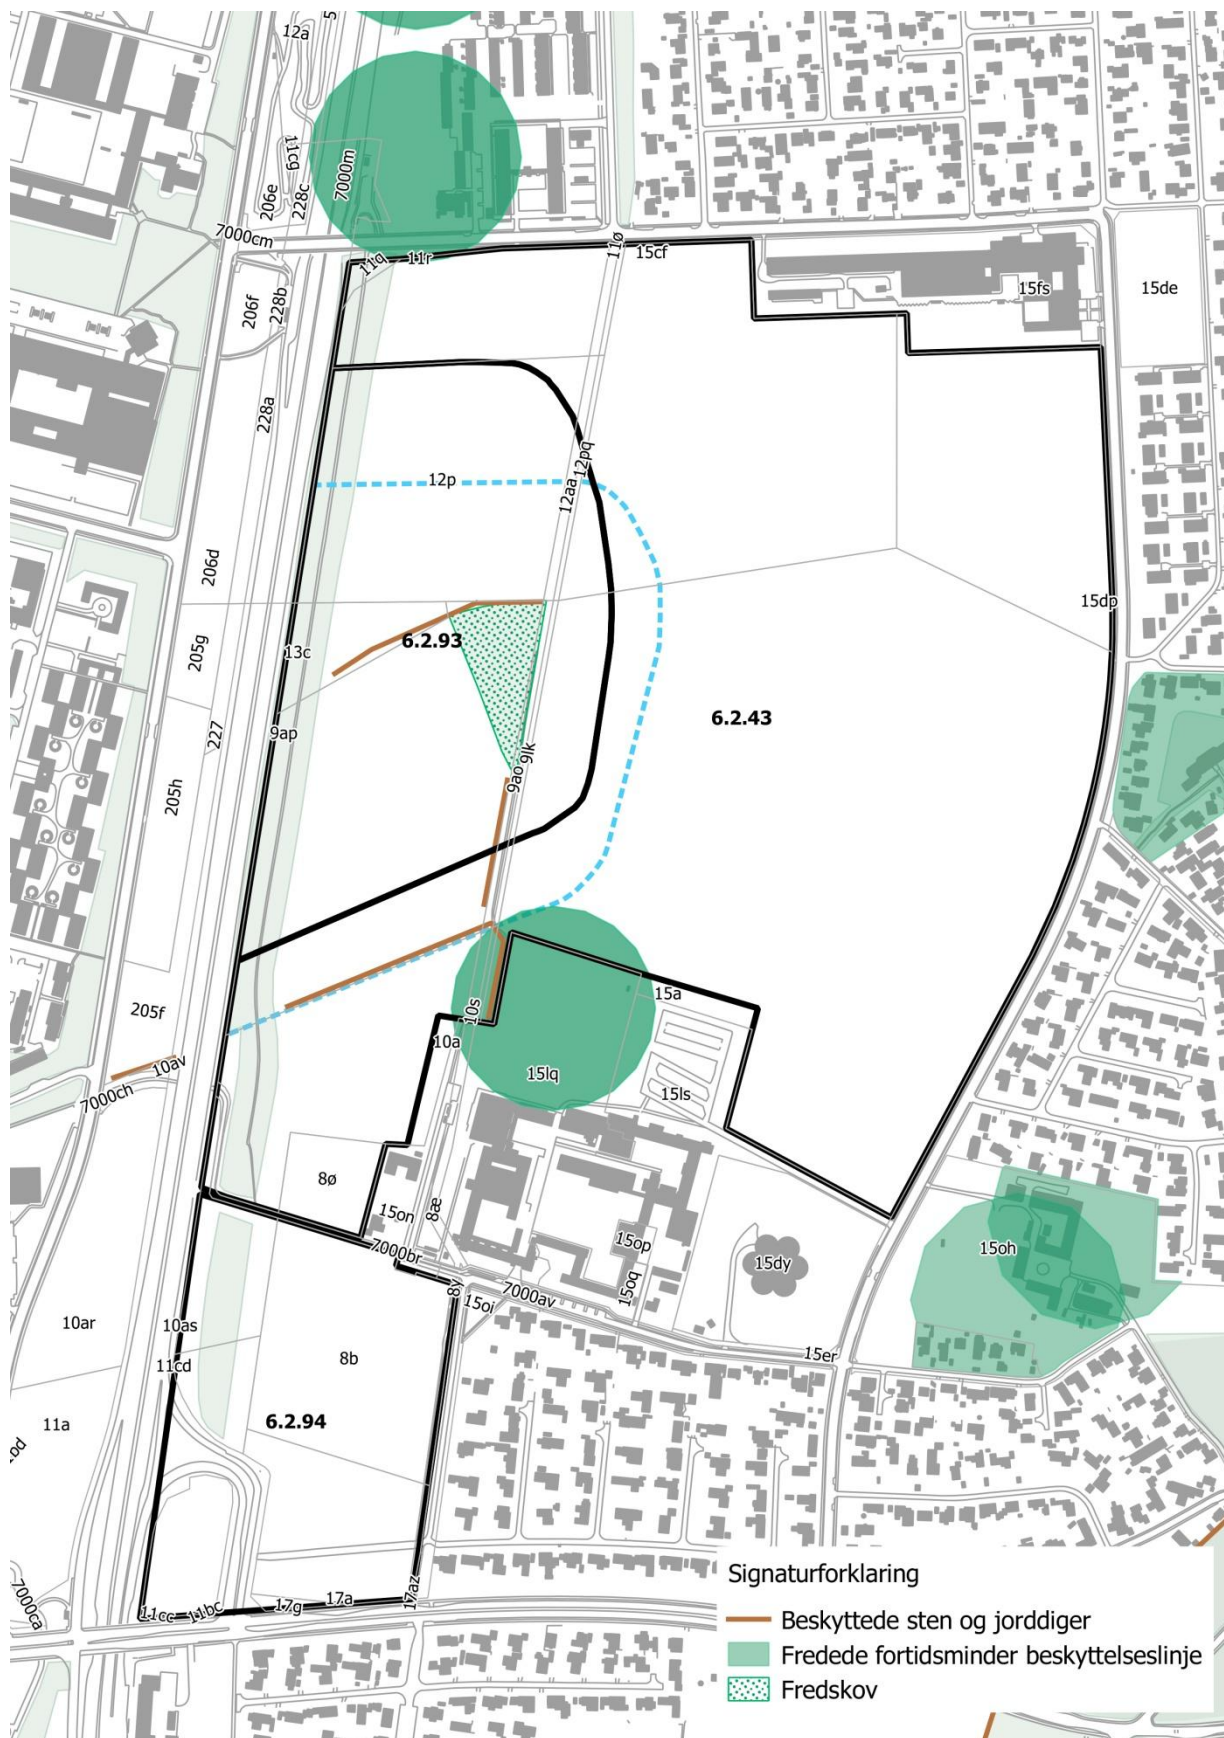 12a
5
11cg
206e
228c
7000m
7000cm
11q
11r
11ø
15cf
206f
228b
15fs
15de
228a
12p
12aa
12pq
206d
15dp
6.2.93
205g
13c
6.2.43
9ap
227
9ao
9lk
205h
15a
205f
10s
10a
15lq
15ls
10av
7000ch
8ø
8æ
15on
15op
15oh
7000br
15dy
8y
15oi
7000av
15oq
10ar
10as
15er
8b
11cd
11a
6.2.94
7000ca
11cc
11bc
17g
17a
17az
Signaturforklaring
Beskyttede sten og jorddiger
Fredede fortidsminder beskyttelseslinje
Fredskov